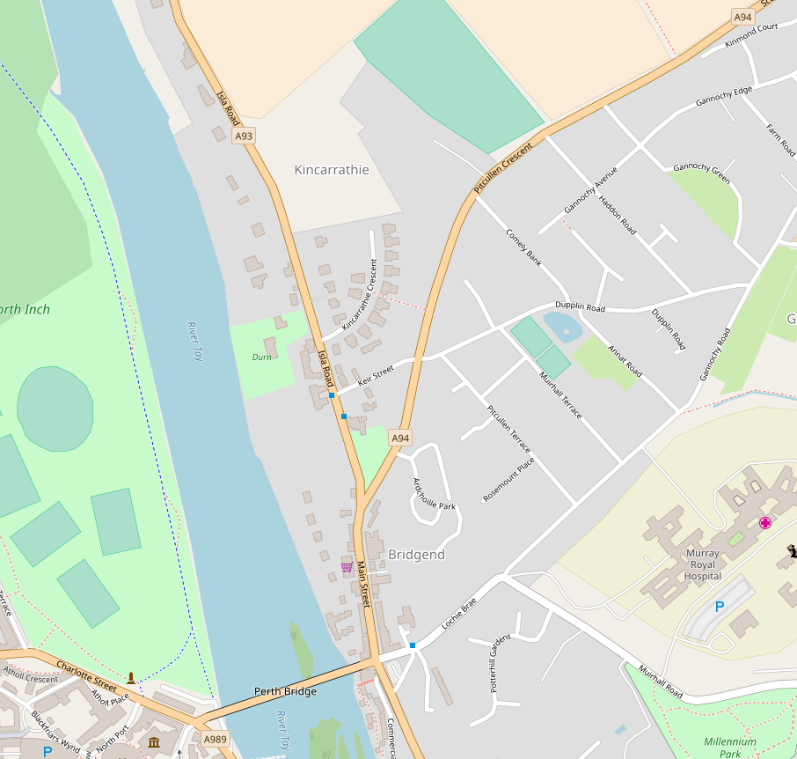 A94
Kinmond Court
Isla Road
Gannochy Edge
A93
Farm Road
Pitcullen Crescent
Kincarrathie
Gannochy Green
Gannochy Avenue
Haddon Road
Comely Bank
Kincarrathie Crescent
orth Inch
Dupplin Road
Dupplin Road
G
River Tay
Isla Road
Durn
Annat Road
Gannochy Road
Keir Street
Muirhall Terrace
Pitcullen Terrace
A94
Rosemount Place
Ardchoille Park
Bridgend
Murray
Royal
Hospital
Main Street
P
Terrace
Lochie Brae
Potterhill Gardens
Charlotte Street
Atholl Crescent
Muirhall Road
Perth Bridge
Atholl Place
Blackfriars Wynd
North Port
River Tay
A989
Commercia
P
Millennium
Park